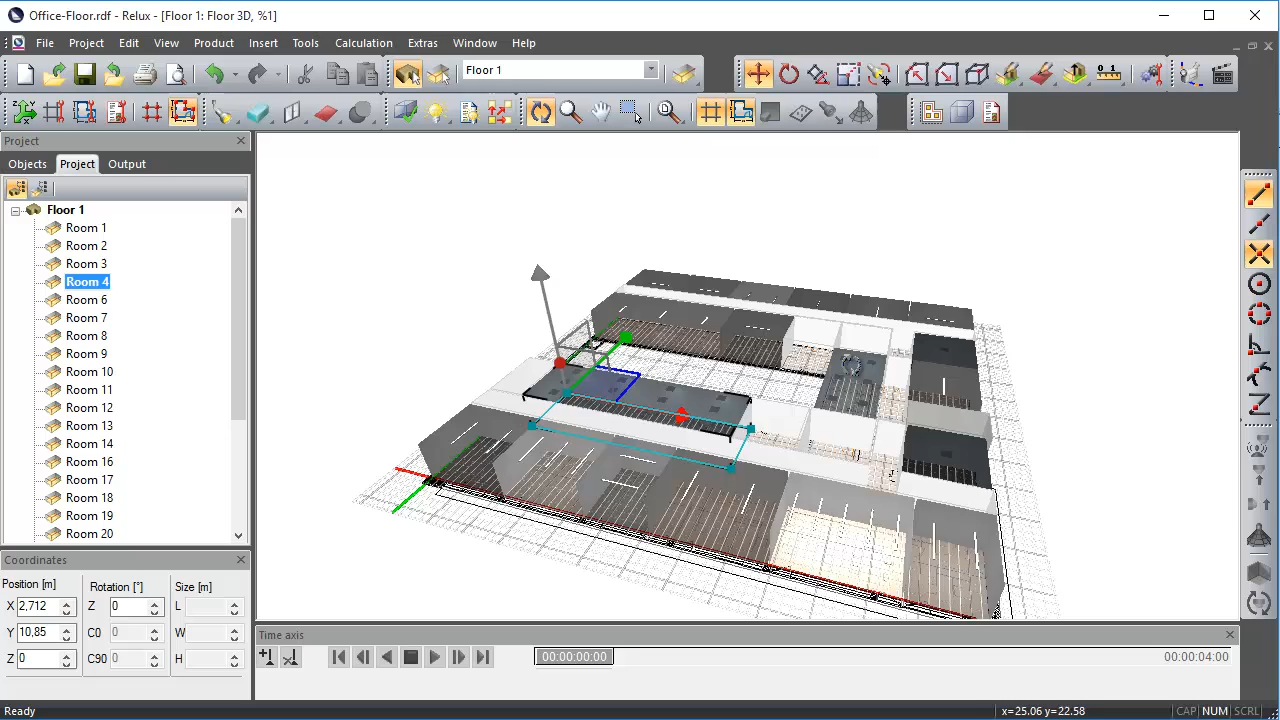 Office-Floor.rdf - Relux - [Floor 1: Floor 3D, %1]
File Project Edit View Product Insert Tools Calculation Extras Window Help
Floor 1
Project
Objects Project Output
Floor 1
Room 1
Room 2
Room 3
Room 4
Room 6
Room 7
Room 8
Room 9
Room 10
Room 11
Room 12
Room 13
Room 14
Room 16
Room 17
Room 18
Room 19
Room 20
Coordinates
Position [m] Rotation [°] Size [m]
X 2,712 Z 0 L
Y 10,85 C0 0 W
Z 0 C90 0 H
Time axis
00:00:00:00 00:00:04:00
Ready x=25.06 y=22.58 CAP NUM SCRL